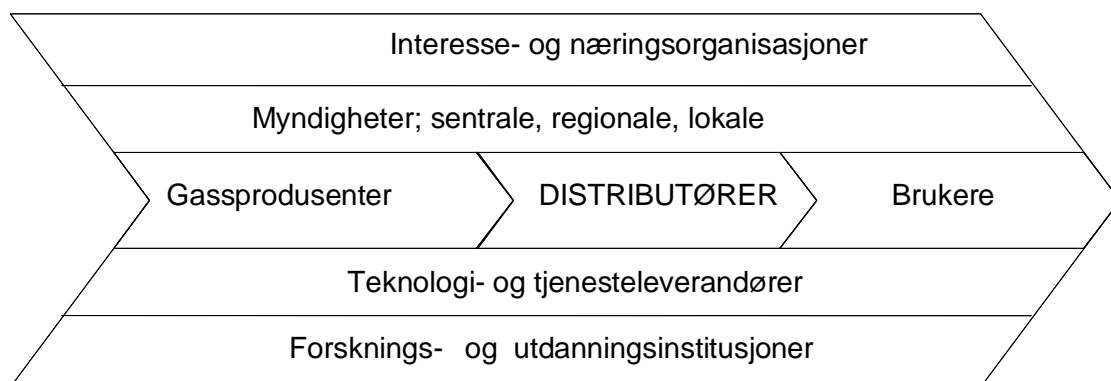 Interesse- og næringsorganisasjoner
Myndigheter; sentrale, regionale, lokale
Gassprodusenter DISTRIBUTØRER Brukere
Teknologi- og tjenesteleverandører
Forsknings- og utdanningsinstitusjoner